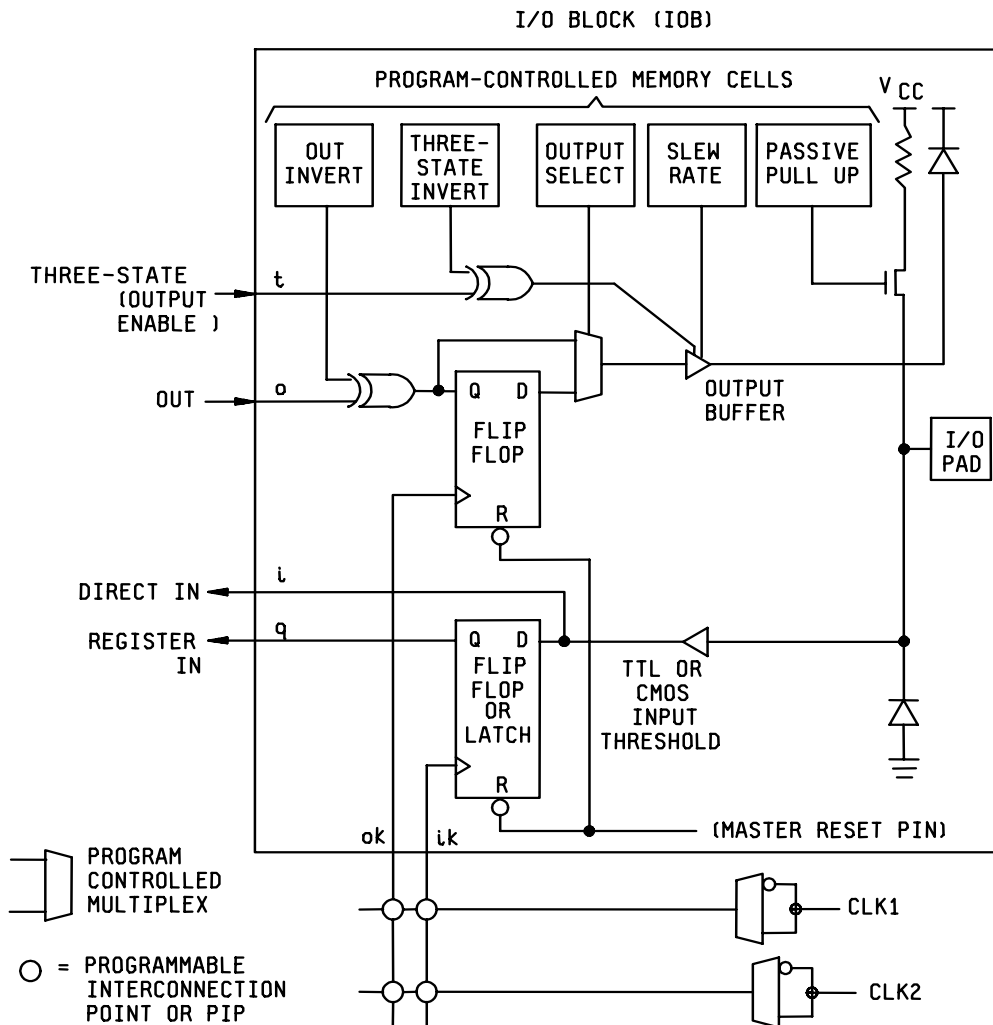 I/O BLOCK (IOB)
PROGRAM-CONTROLLED MEMORY CELLS
V CC
OUT
INVERT
THREE-
STATE
INVERT
OUTPUT
SELECT
SLEW
RATE
PASSIVE
PULL UP
THREE-STATE
(OUTPUT
ENABLE )
t
OUT
o
Q D
FLIP
FLOP
R
OUTPUT
BUFFER
I/O
PAD
DIRECT IN
i
REGISTER
IN
q
Q D
FLIP
FLOP
OR
LATCH
R
TTL OR
CMOS
INPUT
THRESHOLD
(MASTER RESET PIN)
ok
ik
PROGRAM
CONTROLLED
MULTIPLEX
CLK1
= PROGRAMMABLE
INTERCONNECTION
POINT OR PIP
CLK2